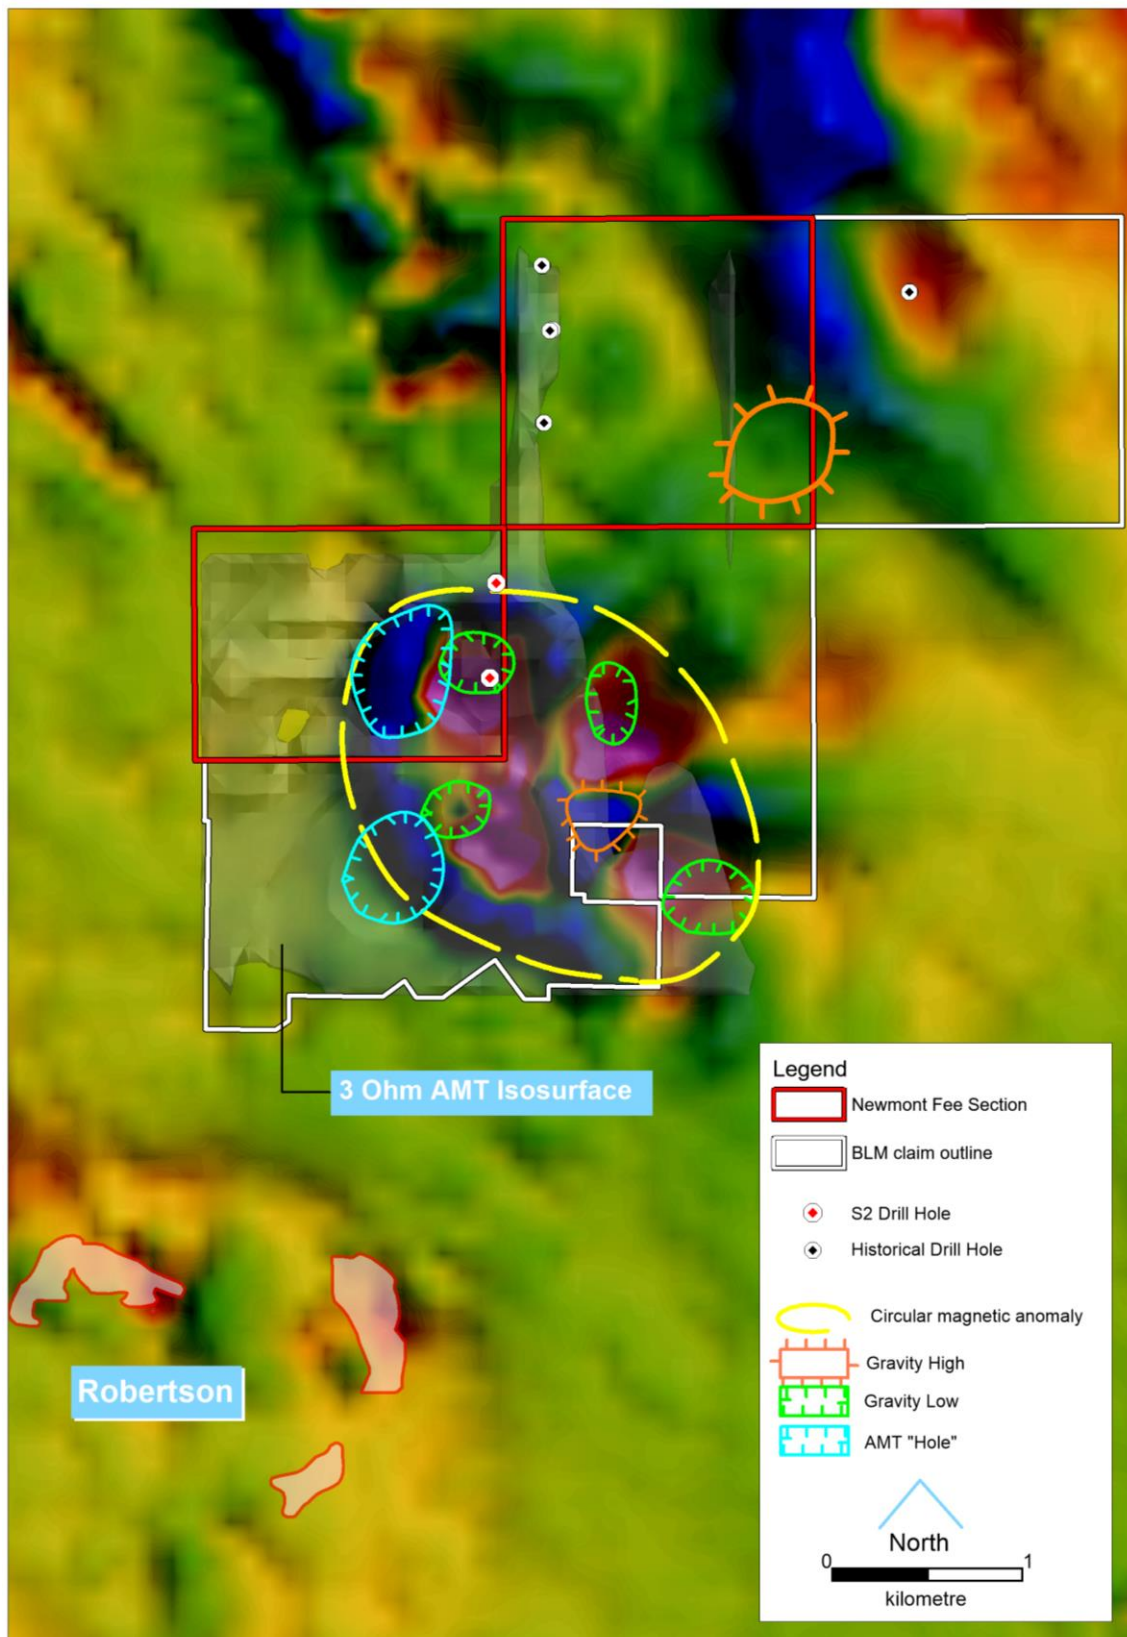 3 Ohm AMT Isosurface
Robertson
Legend
Newmont Fee Section
BLM claim outline
S2 Drill Hole
Historical Drill Hole
Circular magnetic anomaly
Gravity High
Gravity Low
AMT "Hole"
North
0 1
kilometre